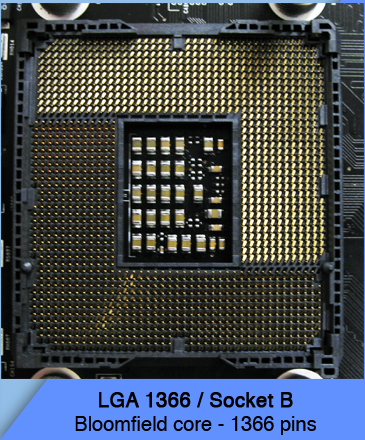 LGA 1366 / Socket B
Bloomfield core - 1366 pins